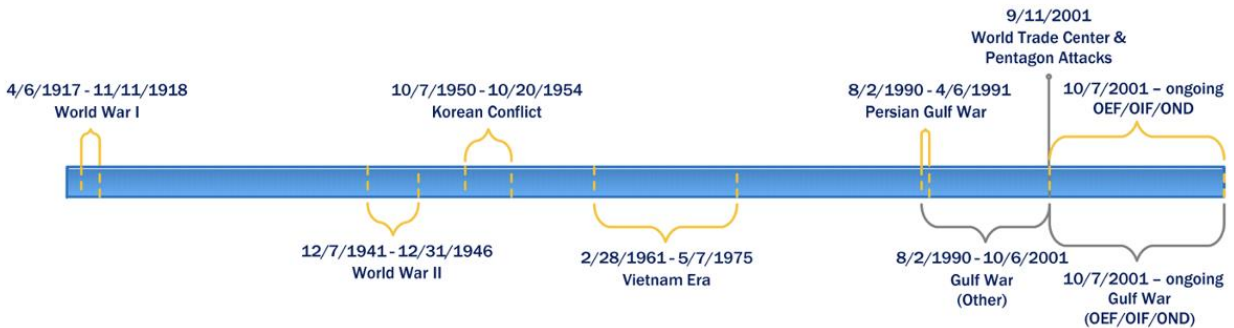 9/11/2001
World Trade Center &
Pentagon Attacks
4/6/1917 - 11/11/1918
World War I
10/7/1950 - 10/20/1954
Korean Conflict
8/2/1990 - 4/6/1991
Persian Gulf War
10/7/2001 – ongoing
OEF/OIF/OND
12/7/1941 - 12/31/1946
World War II
2/28/1961 - 5/7/1975
Vietnam Era
8/2/1990 - 10/6/2001
Gulf War
(Other)
10/7/2001 – ongoing
Gulf War
(OEF/OIF/OND)